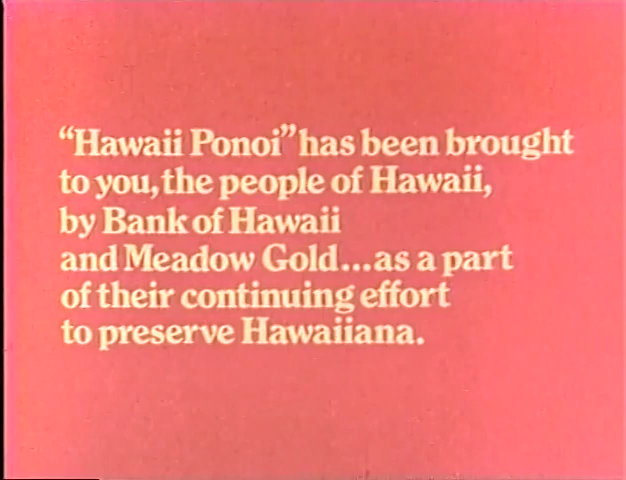 “Hawaii Ponoi” has been brought
to you, the people of Hawaii,
by Bank of Hawaii
and Meadow Gold...as a part
of their continuing effort
to preserve Hawaiiana.